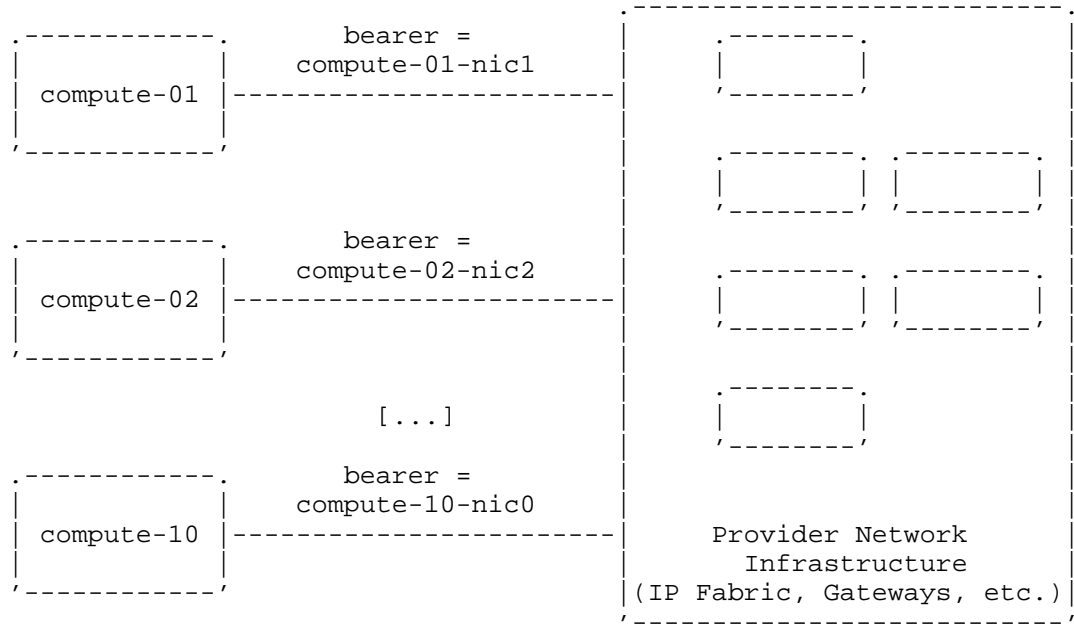 bearer =
compute-01-nic1
compute-01
bearer =
compute-02-nic2
compute-02
[...]
bearer =
compute-10-nic0
compute-10
Provider Network
Infrastructure
(IP Fabric, Gateways, etc.)